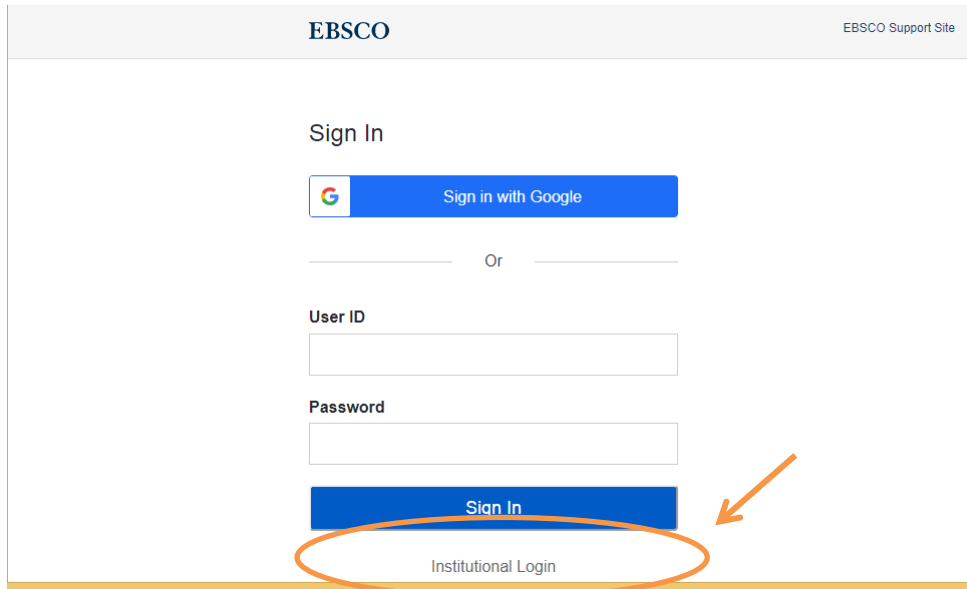 EBSCO
EBSCO Support Site
Sign In
G
Sign in with Google
Or
User ID
Password
Sign In
Institutional Login